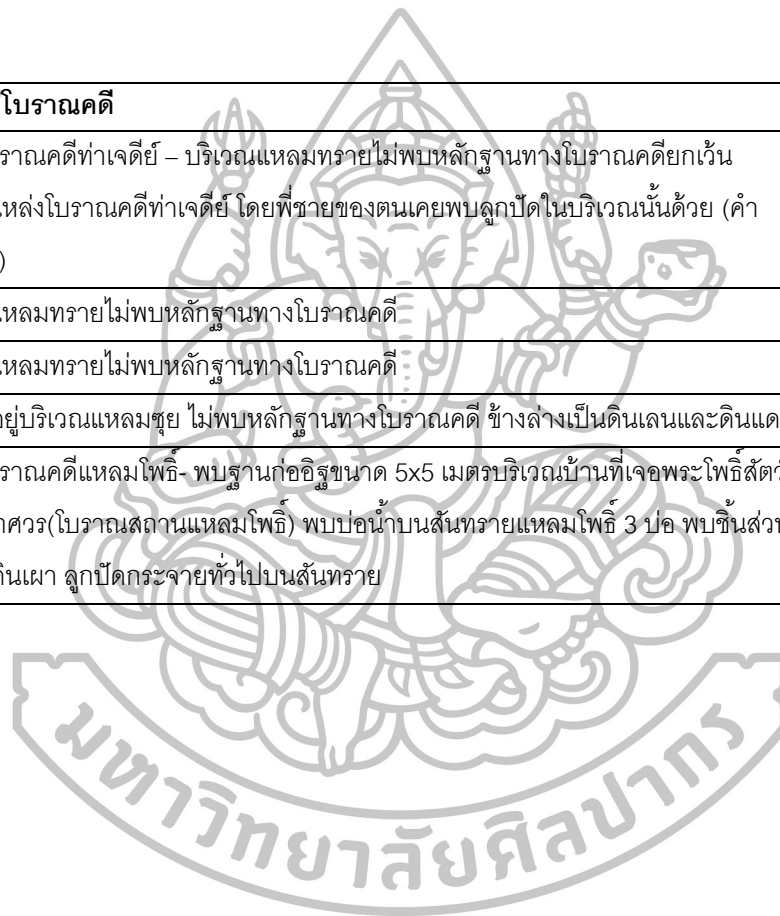 โบราณคดี
ราณคดีท่าเจดีย์ – บริเวณแหลมทรายไม่พบหลักฐานทางโบราณคดียกเว้น
หล่งโบราณคดีท่าเจดีย์ โดยพี่ชายของตนเคยพบลูกปัดในบริเวณนั้นด้วย (คำ
)
หลมทรายไม่พบหลักฐานทางโบราณคดี
หลมทรายไม่พบหลักฐานทางโบราณคดี
อยู่บริเวณแหลมซุย ไม่พบหลักฐานทางโบราณคดี ข้างล่างเป็นดินเลนและดินแด
ราณคดีแหลมโพธิ์- พบฐานก่ออิฐขนาด 5x5 เมตรบริเวณบ้านที่เจอพระโพธิ์สัตว์
าศวร(โบราณสถานแหลมโพธิ์) พบบ่อน้ำบนสันทรายแหลมโพธิ์ 3 บ่อ พบชิ้นส่วน
ดินเผา ลูกปัดกระจายทั่วไปบนสันทราย
มหาวิทยาลัยศิลปากร